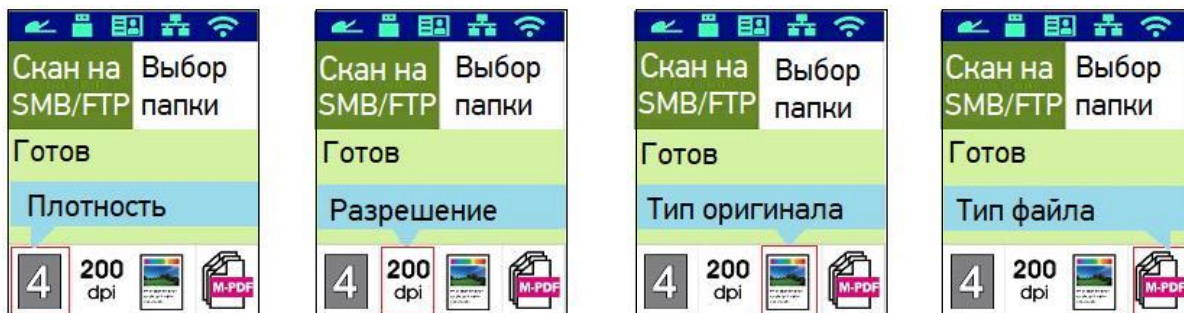 Скан на
SMB/FTP
Выбор
папки
Готов
Плотность
4
200
dpi
M-PDF
Скан на
SMB/FTP
Выбор
папки
Готов
Разрешение
4
200
dpi
M-PDF
Скан на
SMB/FTP
Выбор
папки
Готов
Тип оригинала
4
200
dpi
M-PDF
Скан на
SMB/FTP
Выбор
папки
Готов
Тип файла
4
200
dpi
M-PDF